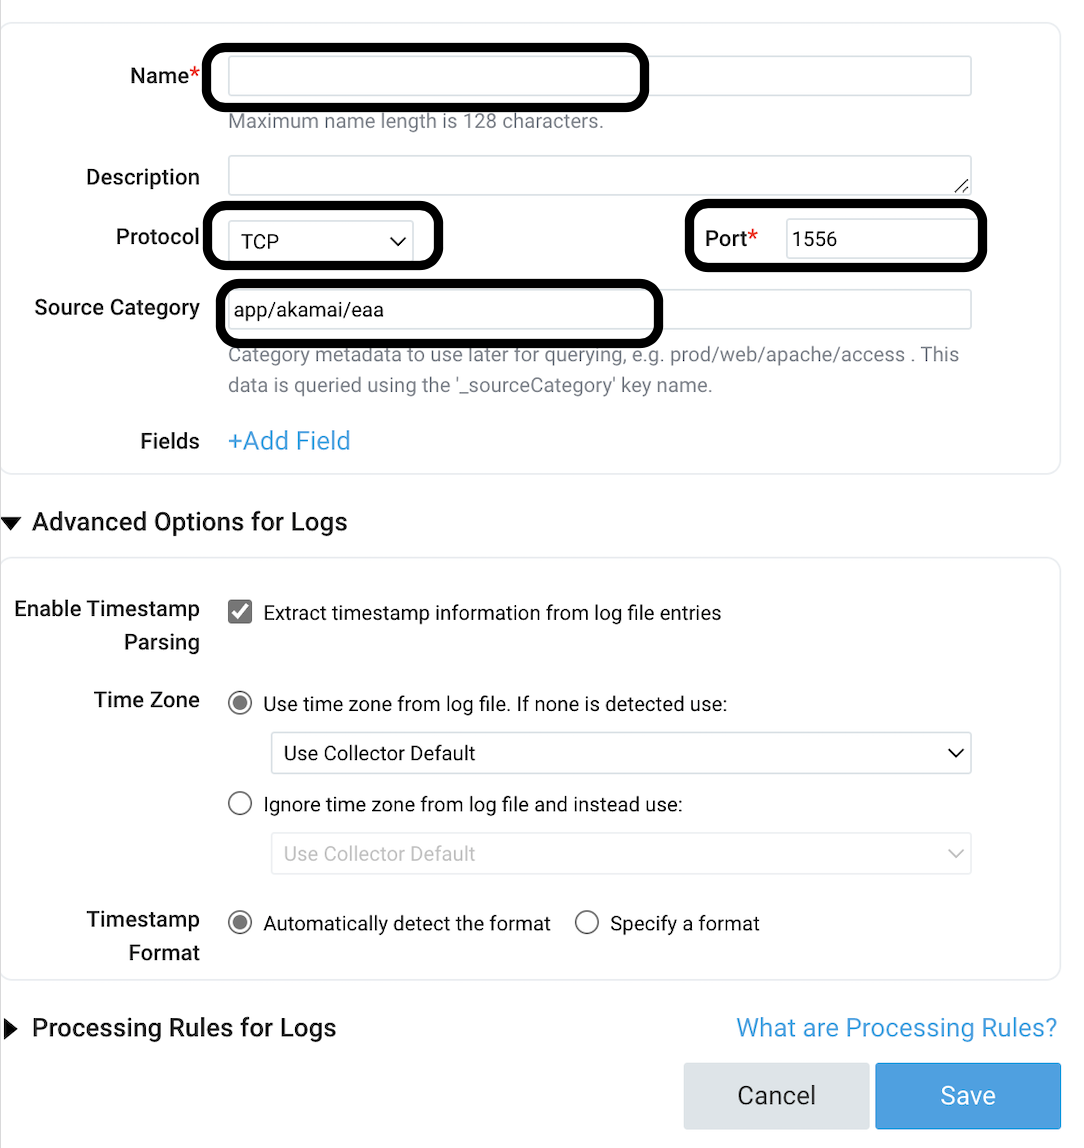 Name*
Maximum name length is 128 characters.
Description
Protocol TCP Port* 1556
Source Category app/akamai/eaa
Category metadata to use later for querying, e.g. prod/web/apache/access . This
data is queried using the '_sourceCategory' key name.
Fields +Add Field
Advanced Options for Logs
Enable Timestamp
Parsing
Extract timestamp information from log file entries
Time Zone Use time zone from log file. If none is detected use:
Use Collector Default
Ignore time zone from log file and instead use:
Use Collector Default
Timestamp
Format
Automatically detect the format Specify a format
Processing Rules for Logs What are Processing Rules?
Cancel Save